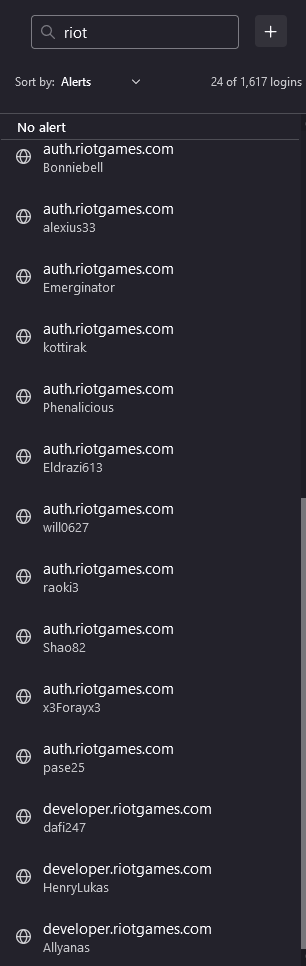 riot
+
Sort by: Alerts
24 of 1,617 logins
No alert
auth.riotgames.com
Bonniebell
auth.riotgames.com
alexius33
auth.riotgames.com
Emerginator
auth.riotgames.com
kottirak
auth.riotgames.com
Phenalicious
auth.riotgames.com
Eldrazi613
auth.riotgames.com
will0627
auth.riotgames.com
raoki3
auth.riotgames.com
Shao82
auth.riotgames.com
x3Forayx3
auth.riotgames.com
pase25
developer.riotgames.com
dafi247
developer.riotgames.com
HenryLukas
developer.riotgames.com
Allyanas